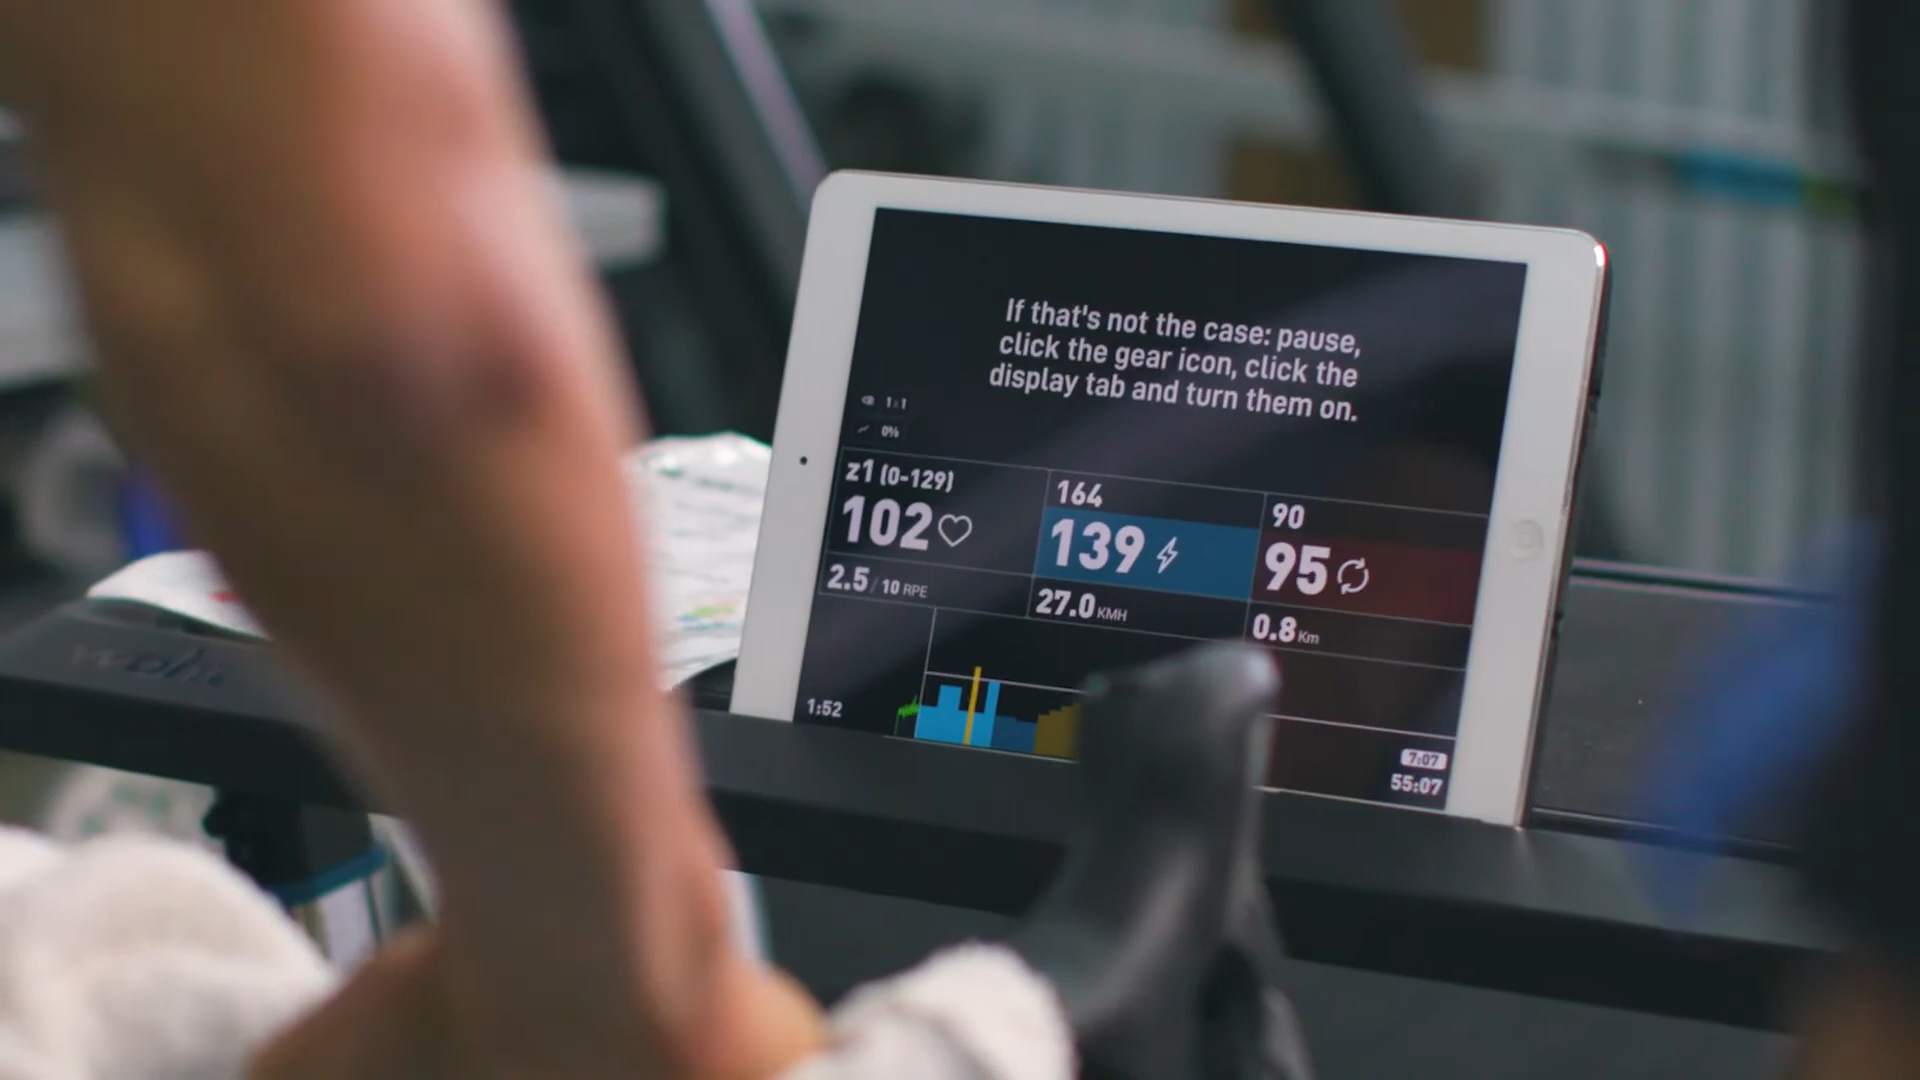 If that's not the case: pause,
click the gear icon, click the
display tab and turn them on.
1:1
0%
z1 (0-129)
164
90
102
139
95
2.5 / 10 RPE
27.0 KMH
0.8 Km
1:52
7:07
55:07